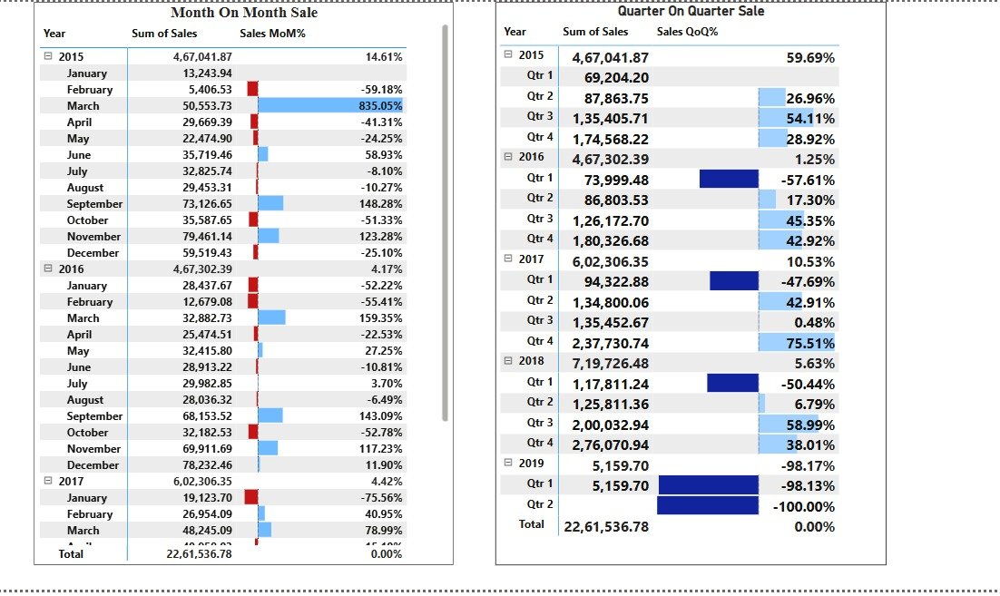 Month On Month Sale
Year Sum of Sales Sales MoM%
2015 4,67,041.87 14.61%
January 13,243.94
February 5,406.53 -59.18%
March 50,553.73 835.05%
April 29,669.39 -41.31%
May 22,474.90 -24.25%
June 35,719.46 58.93%
July 32,825.74 -8.10%
August 29,453.31 -10.27%
September 73,126.65 148.28%
October 35,587.65 -51.33%
November 79,461.14 123.28%
December 59,519.43 -25.10%
2016 4,67,302.39 4.17%
January 28,437.67 -52.22%
February 12,679.08 -55.41%
March 32,882.73 159.35%
April 25,474.51 -22.53%
May 32,415.80 27.25%
June 28,913.22 -10.81%
July 29,982.85 3.70%
August 28,036.32 -6.49%
September 68,153.52 143.09%
October 32,182.53 -52.78%
November 69,911.69 117.23%
December 78,232.46 11.90%
2017 6,02,306.35 4.42%
January 19,123.70 -75.56%
February 26,954.09 40.95%
March 48,245.09 78.99%
Total 22,61,536.78 0.00%
Quarter On Quarter Sale
Year Sum of Sales Sales QoQ%
2015 4,67,041.87 59.69%
Qtr 1 69,204.20
Qtr 2 87,863.75 26.96%
Qtr 3 1,35,405.71 54.11%
Qtr 4 1,74,568.22 28.92%
2016 4,67,302.39 1.25%
Qtr 1 73,999.48 -57.61%
Qtr 2 86,803.53 17.30%
Qtr 3 1,26,172.70 45.35%
Qtr 4 1,80,326.68 42.92%
2017 6,02,306.35 10.53%
Qtr 1 94,322.88 -47.69%
Qtr 2 1,34,800.06 42.91%
Qtr 3 1,35,452.67 0.48%
Qtr 4 2,37,730.74 75.51%
2018 7,19,726.48 5.63%
Qtr 1 1,17,811.24 -50.44%
Qtr 2 1,25,811.36 6.79%
Qtr 3 2,00,032.94 58.99%
Qtr 4 2,76,070.94 38.01%
2019 5,159.70 -98.17%
Qtr 1 5,159.70 -98.13%
Qtr 2 -100.00%
Total 22,61,536.78 0.00%